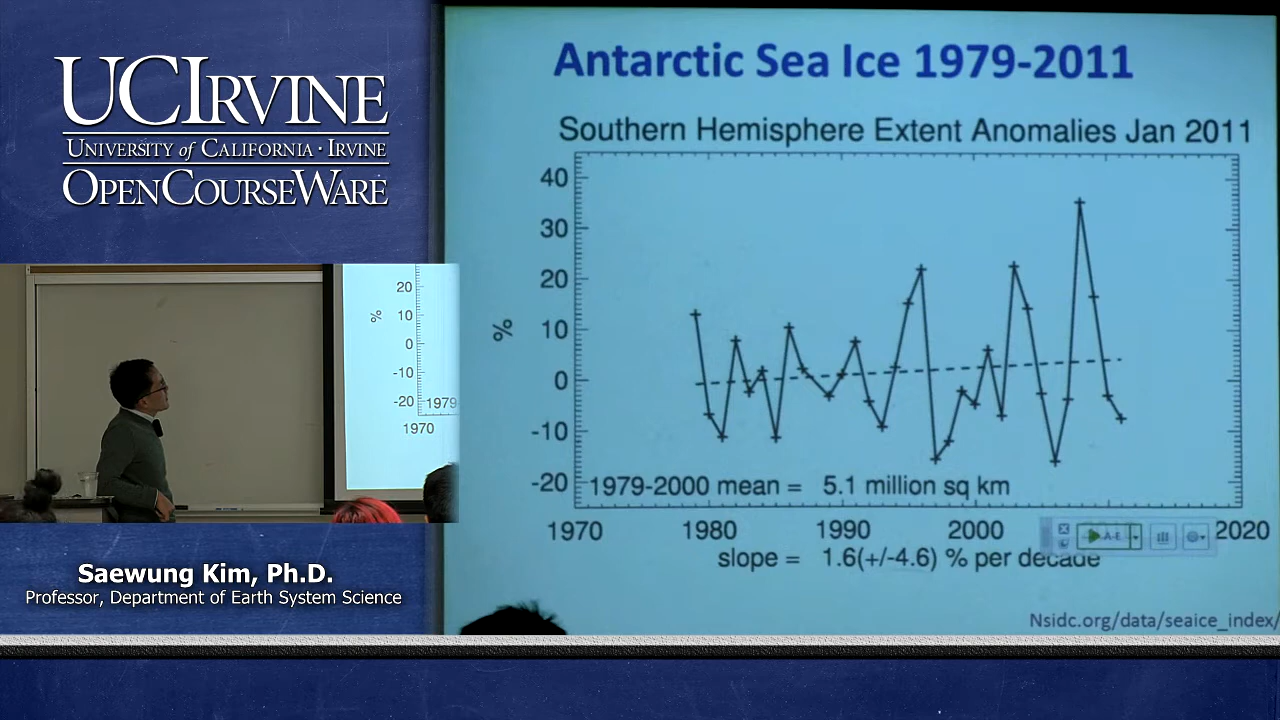 UCIRVINE
UNIVERSITY of CALIFORNIA · IRVINE
OPENCOURSEWARE
20
%
10
0
-10
-20
1979
1970
Saewung Kim, Ph.D.
Professor, Department of Earth System Science
Antarctic Sea Ice 1979-2011
Southern Hemisphere Extent Anomalies Jan 2011
40
30
20
%
10
0
-10
-20
1979-2000 mean = 5.1 million sq km
1970
1980
1990
2000
A-E
2020
slope = 1.6(+/-4.6) % per decade
Nsidc.org/data/seaice_index/